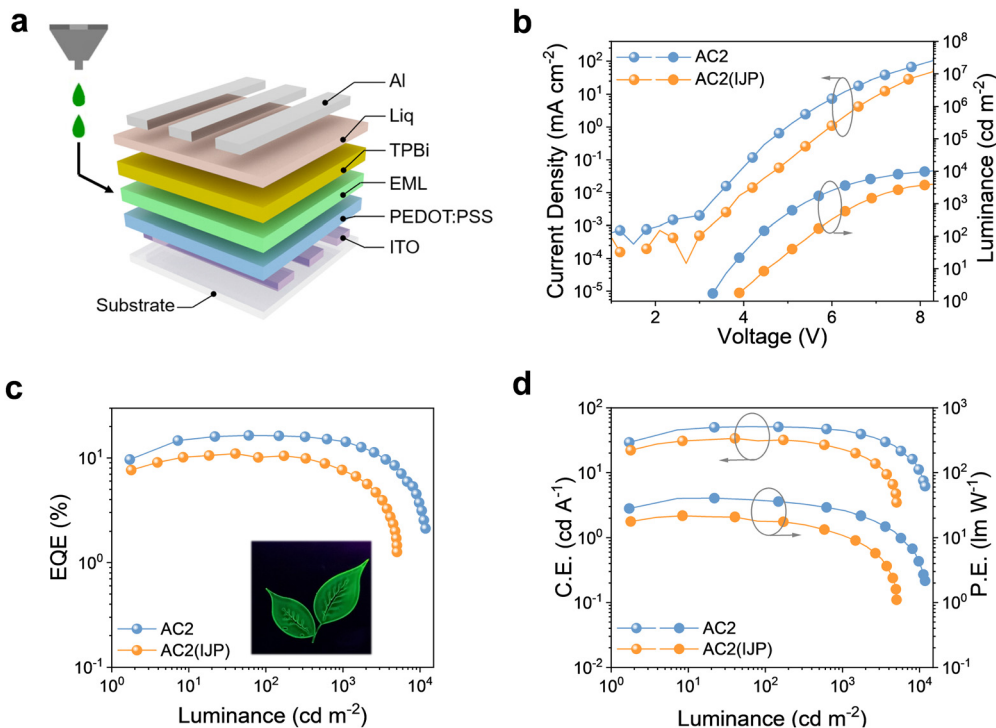 a
Al
Liq
TPBi
EML
PEDOT:PSS
ITO
Substrate
b
AC2
AC2(IJP)
10² 10¹ 10⁰ 10⁻¹ 10⁻² 10⁻³ 10⁻⁴ 10⁻⁵
Current Density (mA cm⁻²)
10⁸ 10⁷ 10⁶ 10⁵ 10⁴ 10³ 10² 10¹ 10⁰
Luminance (cd m⁻²)
2 4 6 8
Voltage (V)
c
10¹ 10⁰ 10⁻¹
EQE (%)
AC2
AC2(IJP)
10⁰ 10¹ 10² 10³ 10⁴
Luminance (cd m⁻²)
d
10² 10¹ 10⁰ 10⁻¹ 10⁻²
C.E. (cd A⁻¹)
10³ 10² 10¹ 10⁰ 10⁻¹
P.E. (lm W⁻¹)
AC2
AC2(IJP)
10⁰ 10¹ 10² 10³ 10⁴
Luminance (cd m⁻²)